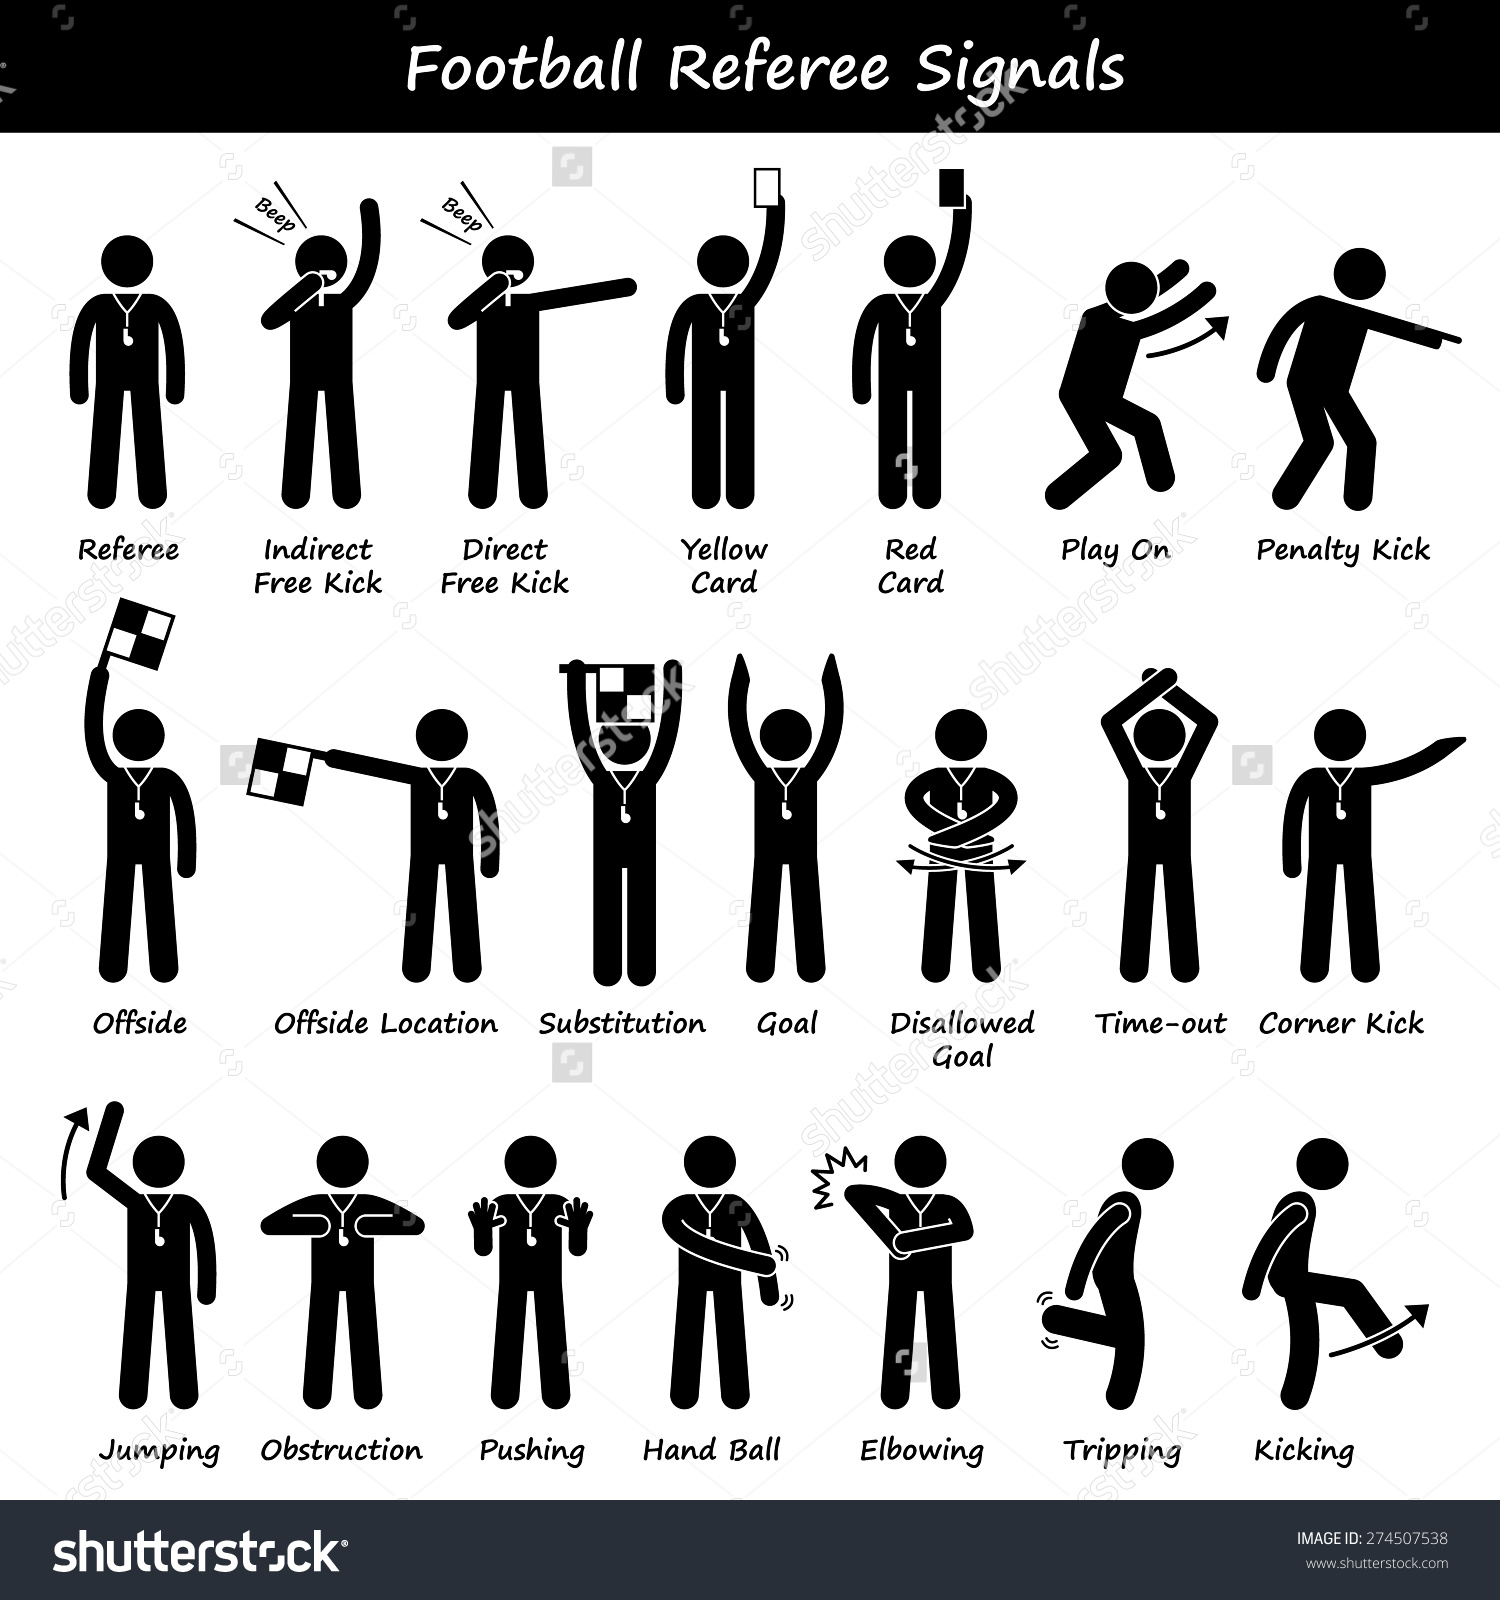 Football Referee Signals
Beep
Beep
Referee
Indirect
Free Kick
Direct
Free Kick
Yellow
Card
Red
Card
Play On
Penalty Kick
Offside
Offside Location
Substitution
Goal
Disallowed
Goal
Time-out
Corner Kick
Jumping
Obstruction
Pushing
Hand Ball
Elbowing
Tripping
Kicking
shutterstock®
IMAGE ID: 274507538
www.shutterstock.com